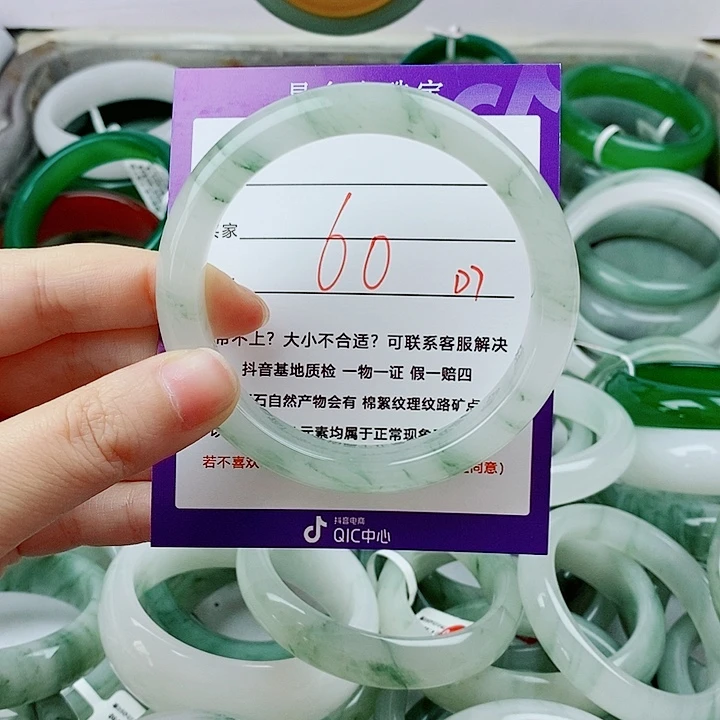 家
60 口
带不上？大小不合适？可联系客服解决
抖音基地质检 一物一证 假一赔四
石自然产物会有 棉絮纹理纹路矿点
元素均属于正常现象
若不喜欢
同意）
抖音电商
QIC中心